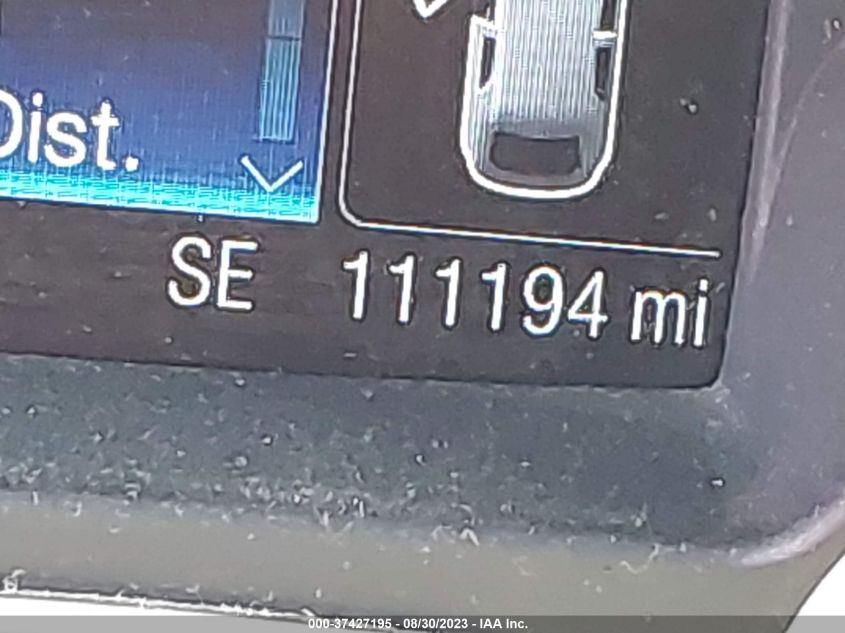 Dist.
SE 111194 mi
000-37427195 - 08/30/2023 - IAA Inc.